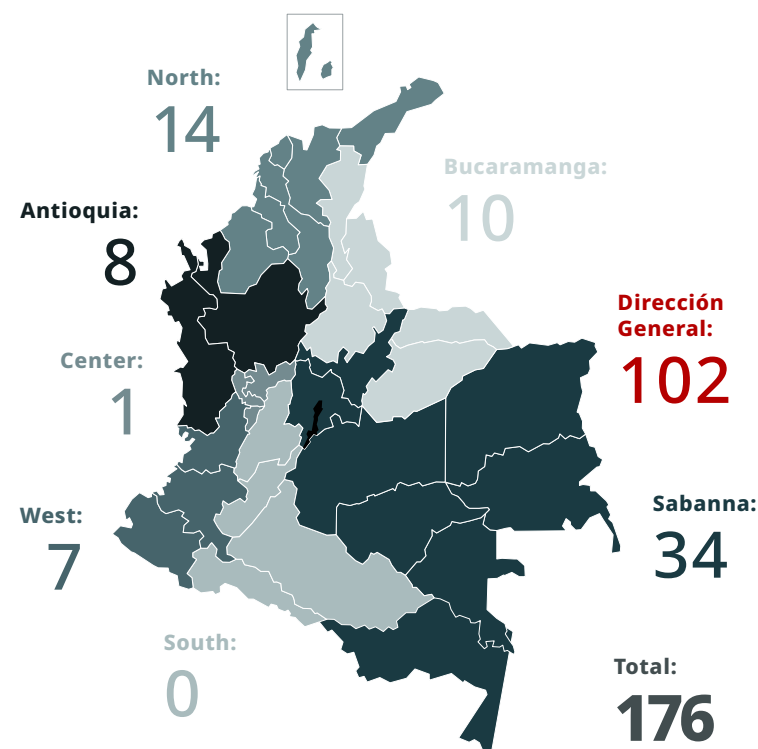 North:
14
Bucaramanga:
10
Antioquia:
8
Dirección
General:
102
Center:
1
Sabanna:
34
West:
7
South:
0
Total:
176